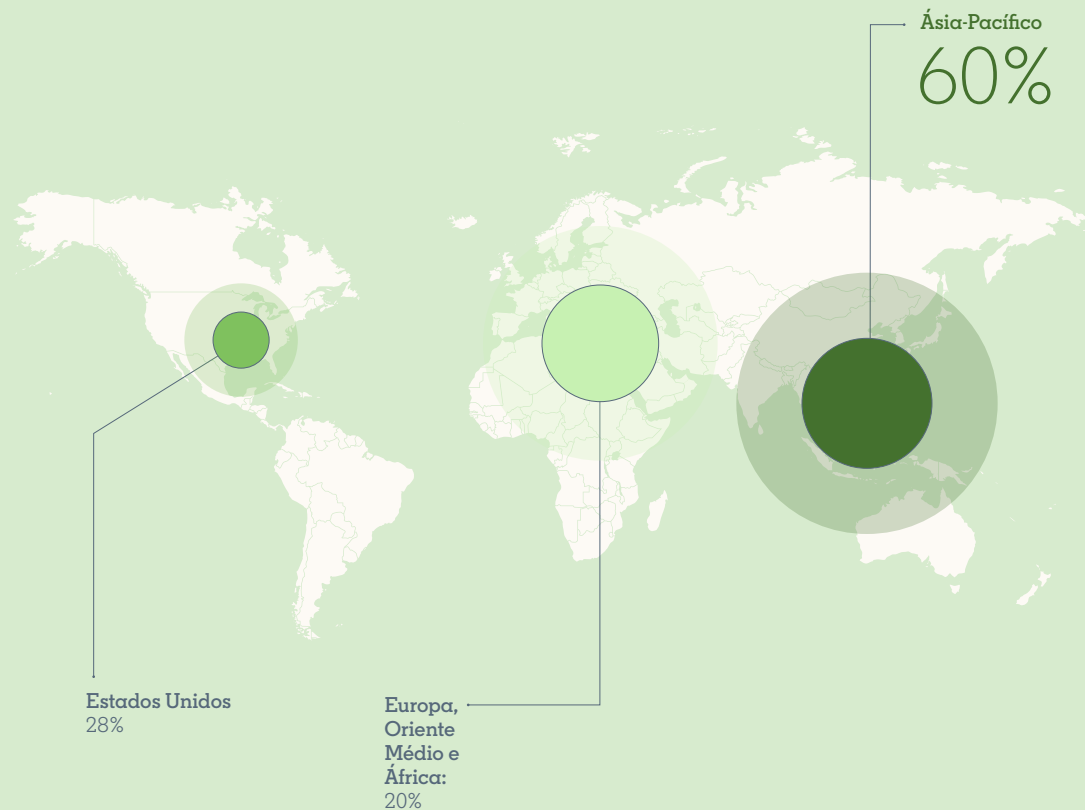 Ásia-Pacífico
60%
Estados Unidos
28%
Europa,
Oriente
Médio e
África:
20%